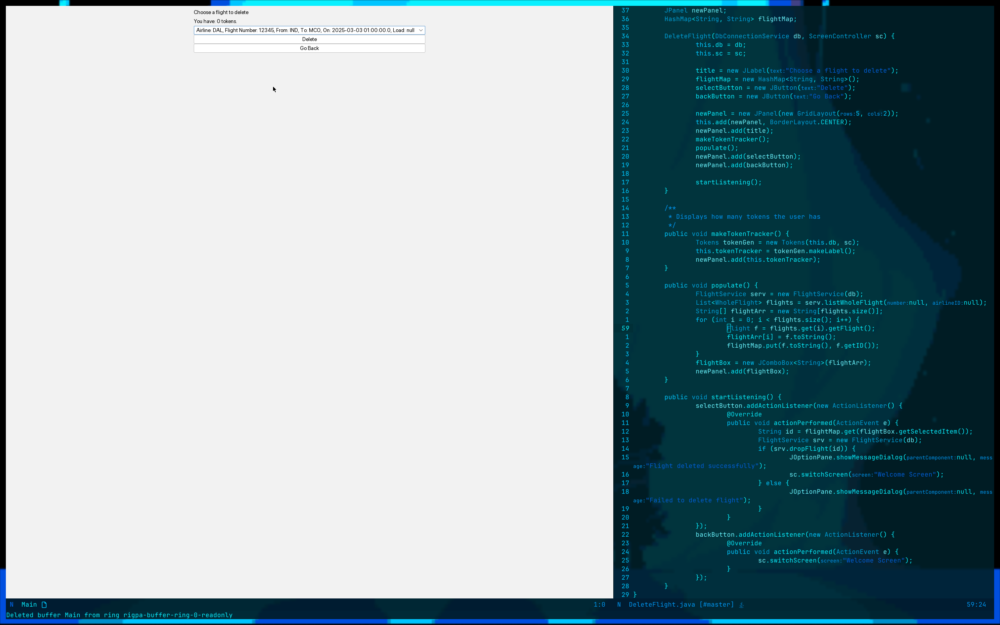 Choose a flight to delete
You have: 0 tokens.
Airline: DAL, Flight Number: 12345, From: IND, To: MCO, On: 2025-03-03 01:00:00.0, Load: null
Delete
Go Back
37 JPanel newPanel;
36 HashMap<String, String> flightMap;
35
34 DeleteFlight(DbConnectionService db, ScreenController sc) {
33 this.db = db;
32 this.sc = sc;
31
30 title = new JLabel(text:"Choose a flight to delete");
29 flightMap = new HashMap<String, String>();
28 selectButton = new JButton(text:"Delete");
27 backButton = new JButton(text:"Go Back");
26
25 newPanel = new JPanel(new GridLayout(rows:5, cols:2));
24 this.add(newPanel, BorderLayout.CENTER);
23 newPanel.add(title);
22 makeTokenTracker();
21 populate();
20 newPanel.add(selectButton);
19 newPanel.add(backButton);
18
17 startListening();
16 }
15
14 /**
13 * Displays how many tokens the user has
12 */
11 public void makeTokenTracker() {
10 Tokens tokenGen = new Tokens(this.db, sc);
9 this.tokenTracker = tokenGen.makeLabel();
8 newPanel.add(this.tokenTracker);
7 }
6
5 public void populate() {
4 FlightService serv = new FlightService(db);
3 List<WholeFlight> flights = serv.listWholeFlight(number:null, airlineID:null);
2 String[] flightArr = new String[flights.size()];
1 for (int i = 0; i < flights.size(); i++) {
59 Flight f = flights.get(i).getFlight();
1 flightArr[i] = f.toString();
2 flightMap.put(f.toString(), f.getID());
3 }
4 flightBox = new JComboBox<String>(flightArr);
5 newPanel.add(flightBox);
6 }
7
8 public void startListening() {
9 selectButton.addActionListener(new ActionListener() {
10 @Override
11 public void actionPerformed(ActionEvent e) {
12 String id = flightMap.get(flightBox.getSelectedItem());
13 FlightService srv = new FlightService(db);
14 if (srv.dropFlight(id)) {
15 JOptionPane.showMessageDialog(parentComponent:null, mess
age:"Flight deleted successfully");
16 sc.switchScreen(screen:"Welcome Screen");
17 } else {
18 JOptionPane.showMessageDialog(parentComponent:null, mess
age:"Failed to delete flight");
19 }
20 }
21 });
22 backButton.addActionListener(new ActionListener() {
23 @Override
24 public void actionPerformed(ActionEvent e) {
25 sc.switchScreen(screen:"Welcome Screen");
26 }
27 });
28 }
29 }
N Main 1:0
N DeleteFlight.java [#master] 59:24
Deleted buffer Main from ring rigpa-buffer-ring-0-readonly